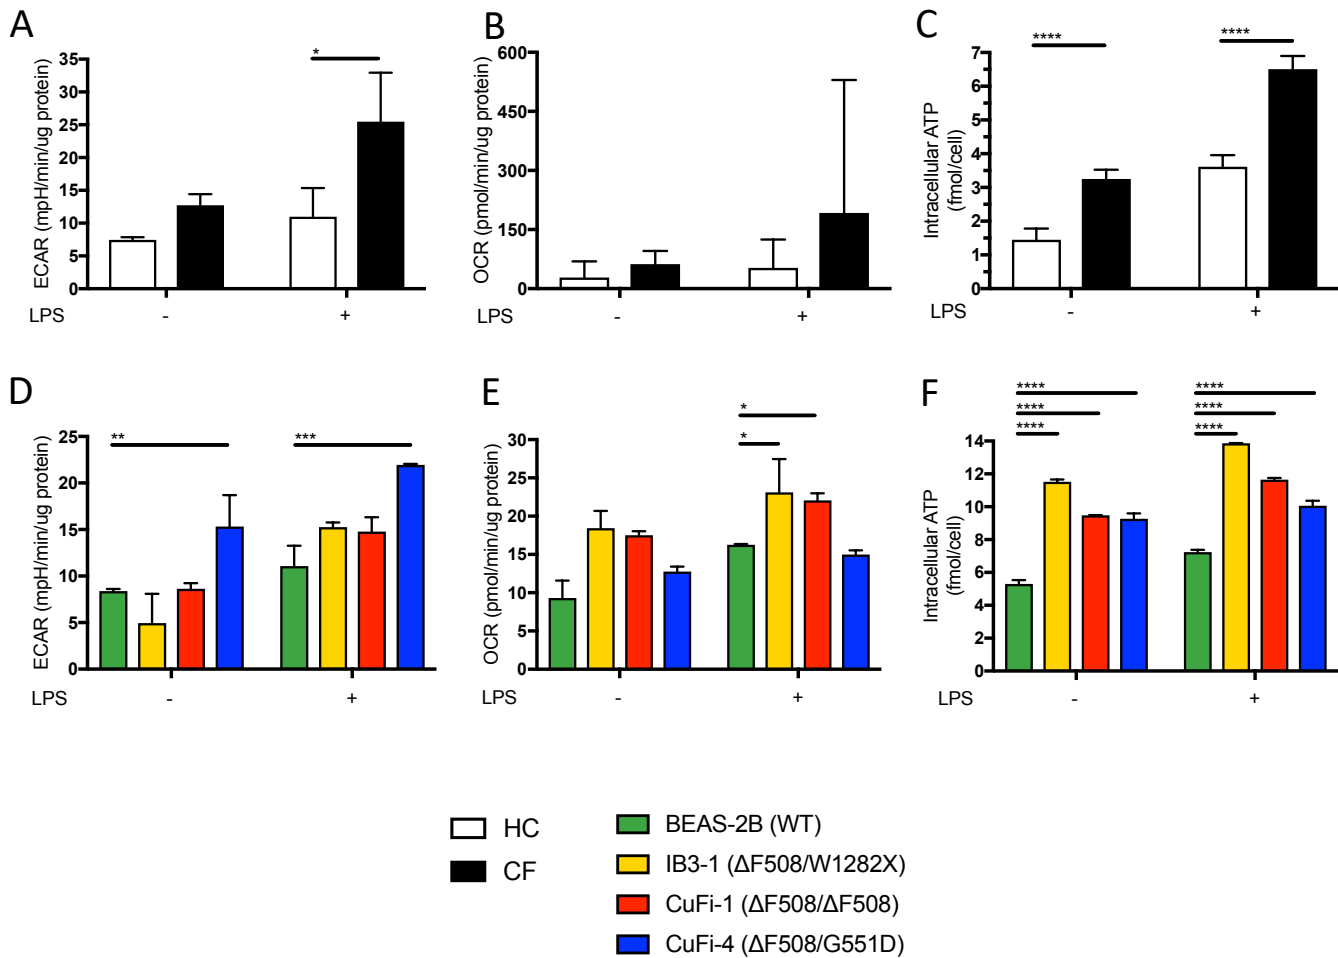 A
ECAR (mpH/min/ug protein)
35
30
25
20
15
10
5
0
*
LPS - +
B
OCR (pmol/min/ug protein)
600
450
300
150
0
LPS - +
C
Intracellular ATP
(fmol/cell)
7
6
5
4
3
2
1
0
**** ****
LPS - +
D
ECAR (mpH/min/ug protein)
25
20
15
10
5
0
** ***
LPS - +
E
OCR (pmol/min/ug protein)
30
25
20
15
10
5
0
*
*
LPS - +
F
Intracellular ATP
(fmol/cell)
14
12
10
8
6
4
2
0
**** ****
**** ****
**** ****
LPS - +
HC
CF
BEAS-2B (WT)
IB3-1 (ΔF508/W1282X)
CuFi-1 (ΔF508/ΔF508)
CuFi-4 (ΔF508/G551D)